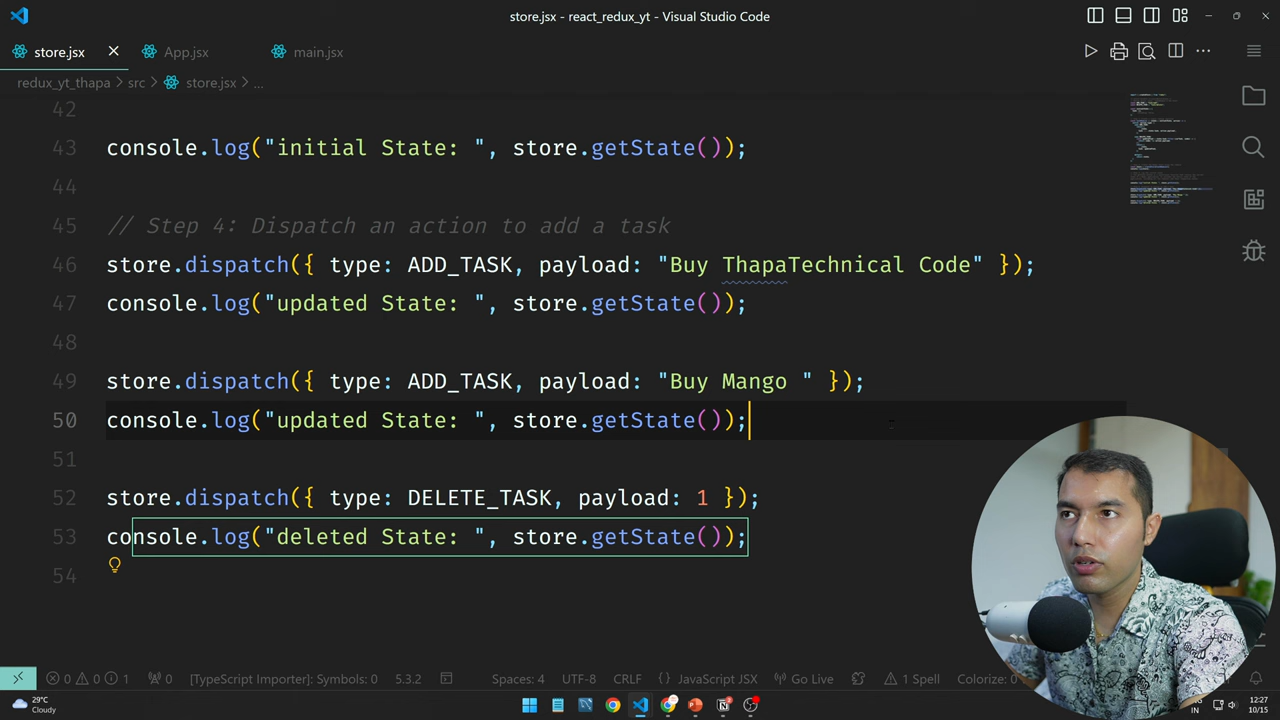 store.jsx - react_redux_yt - Visual Studio Code
store.jsx
App.jsx
main.jsx
redux_yt_thapa > src > store.jsx > ...
42
43 console.log("initial State: ", store.getState());
44
45 // Step 4: Dispatch an action to add a task
46 store.dispatch({ type: ADD_TASK, payload: "Buy ThapaTechnical Code" });
47 console.log("updated State: ", store.getState());
48
49 store.dispatch({ type: ADD_TASK, payload: "Buy Mango " });
50 console.log("updated State: ", store.getState());
51
52 store.dispatch({ type: DELETE_TASK, payload: 1 });
53 console.log("deleted State: ", store.getState());
54
0 0 1 0 [TypeScript Importer]: Symbols: 0 5.3.2 Spaces: 4 UTF-8 CRLF {} JavaScript JSX Go Live 1 Spell Colorize: 0
29°C
Cloudy
IN
12:27
10/15